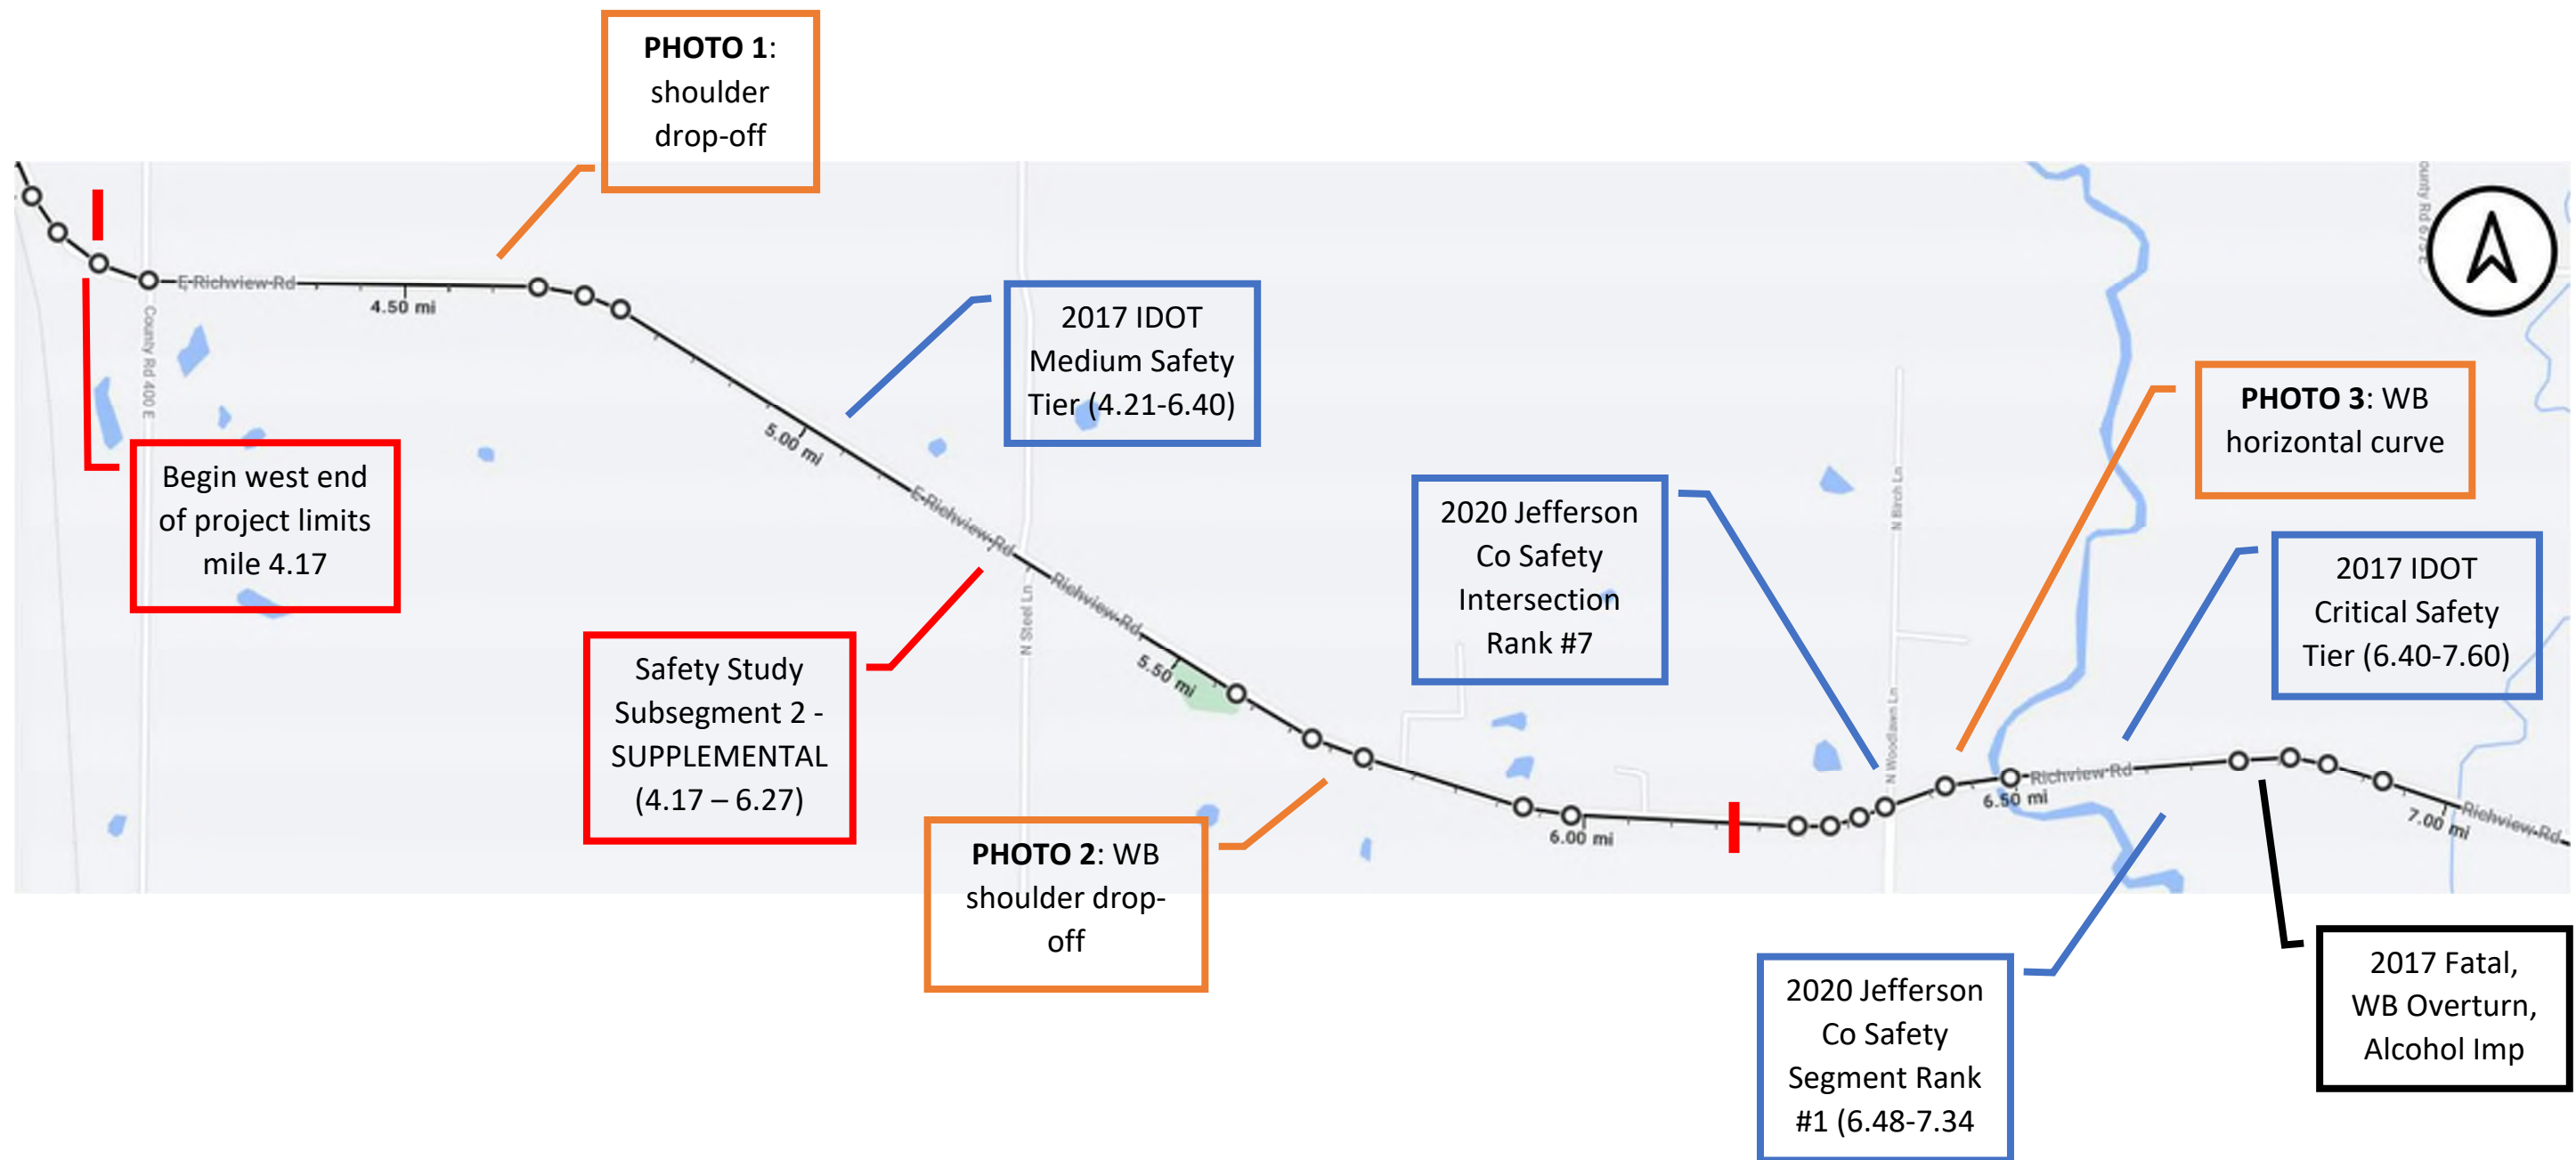 PHOTO 1:
shoulder
drop-off
E Richview Rd
4.50 mi
County Rd 400 E
Begin west end
of project limits
mile 4.17
2017 IDOT
Medium Safety
Tier (4.21-6.40)
5.00 mi
E Richview Rd
Richview Rd
N Steel Ln
5.50 mi
Safety Study
Subsegment 2 -
SUPPLEMENTAL
(4.17 – 6.27)
PHOTO 2: WB
shoulder drop-
off
6.00 mi
2020 Jefferson
Co Safety
Intersection
Rank #7
N Birch Ln
N Woodlawn Ln
PHOTO 3: WB
horizontal curve
ounty Rd 675 E
2017 IDOT
Critical Safety
Tier (6.40-7.60)
Richview Rd
6.50 mi
7.00 mi
Richview Rd
2020 Jefferson
Co Safety
Segment Rank
#1 (6.48-7.34
2017 Fatal,
WB Overturn,
Alcohol Imp